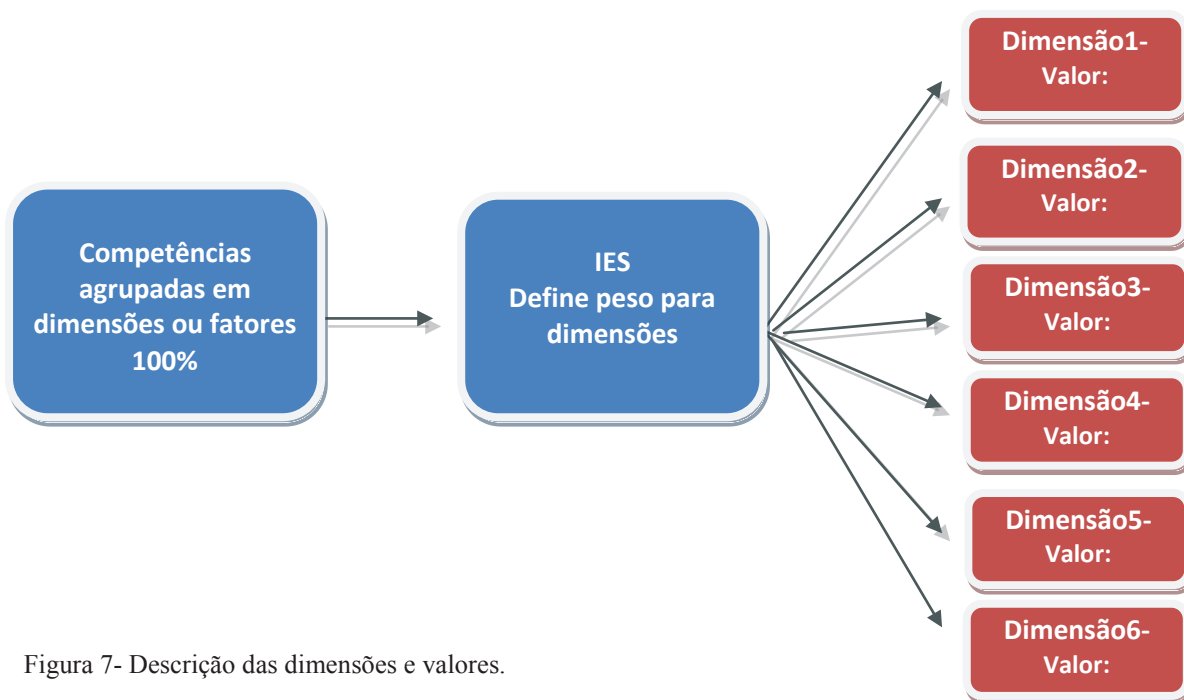 Competências
agrupadas em
dimensões ou fatores
100%
IES
Define peso para
dimensões
Dimensão1-
Valor:
Dimensão2-
Valor:
Dimensão3-
Valor:
Dimensão4-
Valor:
Dimensão5-
Valor:
Dimensão6-
Valor:
Figura 7- Descrição das dimensões e valores.